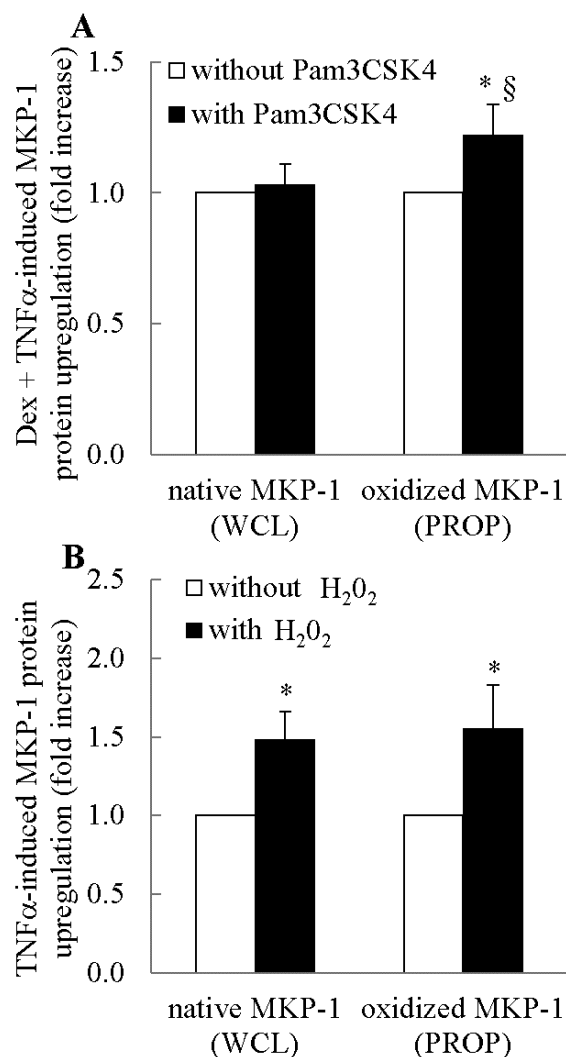 A
Dex + TNFα-induced MKP-1
protein upregulation (fold increase)
1.5
1.0
0.5
0.0
without Pam3CSK4
with Pam3CSK4
* §
native MKP-1
(WCL)
oxidized MKP-1
(PROP)
B
TNFα-induced MKP-1 protein
upregulation (fold increase)
2.5
2.0
1.5
1.0
0.5
0.0
without H₂0₂
with H₂0₂
*
*
native MKP-1
(WCL)
oxidized MKP-1
(PROP)